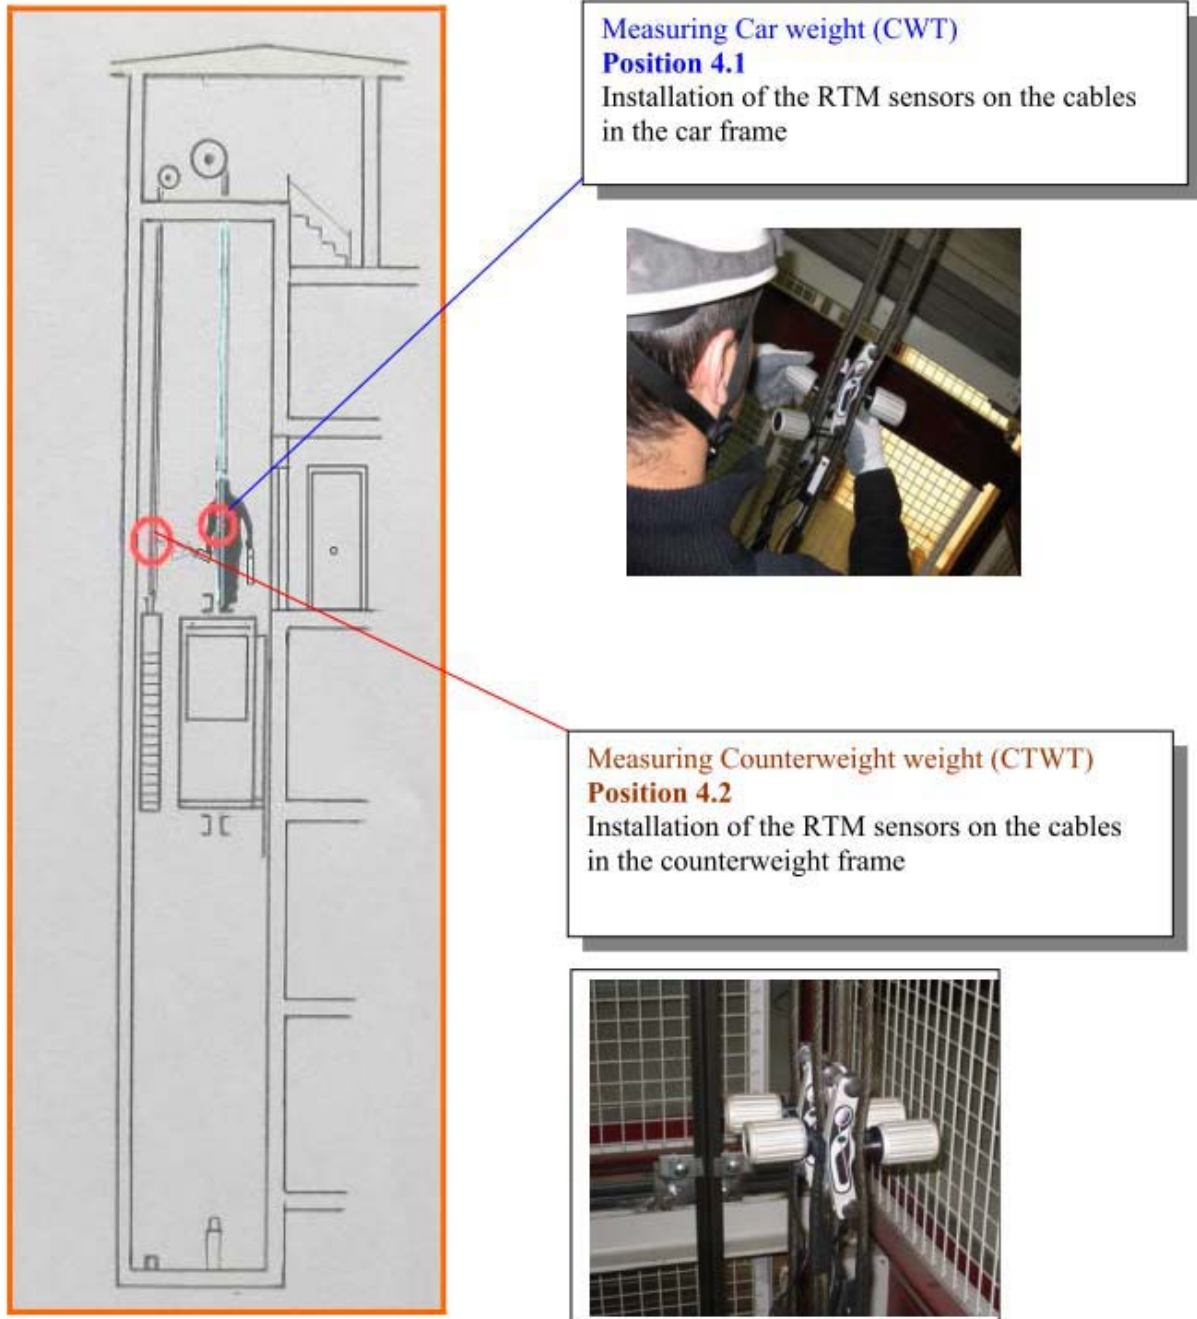 Measuring Car weight (CWT)
Position 4.1
Installation of the RTM sensors on the cables
in the car frame
Measuring Counterweight weight (CTWT)
Position 4.2
Installation of the RTM sensors on the cables
in the counterweight frame